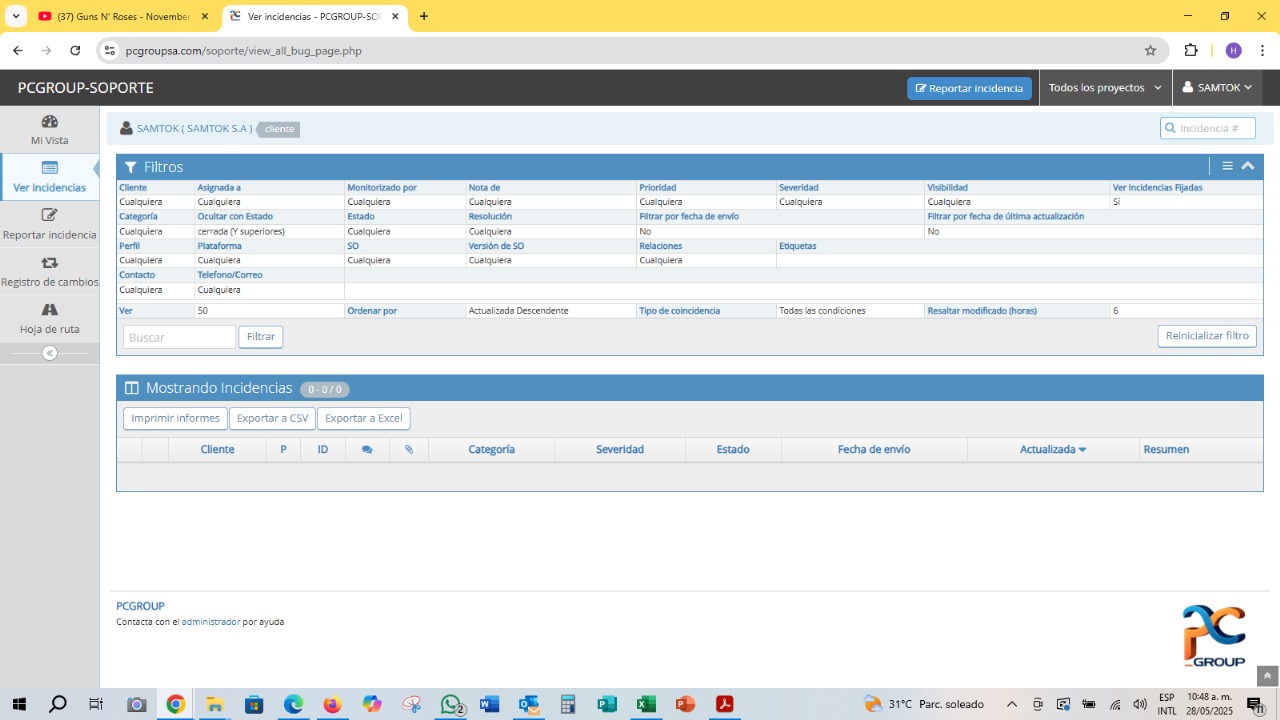 (37) Guns N' Roses - November
Ver incidencias - PCGROUP-SO
pcgroupsa.com/soporte/view_all_bug_page.php
H
PCGROUP-SOPORTE
Reportar incidencia
Todos los proyectos
SAMTOK
Mi Vista
Ver incidencias
Reportar incidencia
Registro de cambios
Hoja de ruta
SAMTOK ( SAMTOK S.A )
cliente
Incidencia #
Filtros
Cliente Asignada a Monitorizado por Nota de Prioridad Severidad Visibilidad Ver Incidencias Fijadas
Cualquiera Cualquiera Cualquiera Cualquiera Cualquiera Cualquiera Cualquiera Sí
Categoría Ocultar con Estado Estado Resolución Filtrar por fecha de envío Filtrar por fecha de última actualización
Cualquiera cerrada (Y superiores) Cualquiera Cualquiera No No
Perfil Plataforma SO Versión de SO Relaciones Etiquetas
Cualquiera Cualquiera Cualquiera Cualquiera Cualquiera
Contacto Telefono/Correo
Cualquiera Cualquiera
Ver 50 Ordenar por Actualizada Descendente Tipo de coincidencia Todas las condiciones Resaltar modificado (horas) 6
Buscar Filtrar Reinicializar filtro
Mostrando Incidencias 0 - 0 / 0
Imprimir informes Exportar a CSV Exportar a Excel
Cliente P ID Categoría Severidad Estado Fecha de envío Actualizada Resumen
PCGROUP
Contacta con el administrador por ayuda
PC
GROUP
2
31°C Parc. soleado
ESP
INTL
10:48 a. m.
28/05/2025
11